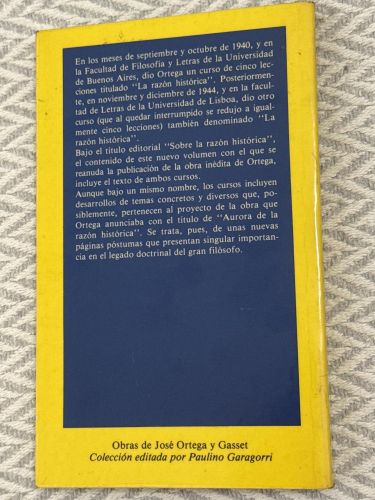 En los meses de septiembre y octubre de 1940, y en
la Facultad de Filosofía y Letras de la Universidad
de Buenos Aires, dio Ortega un curso de cinco lec-
ciones titulado "La razón histórica". Posteriormen-
te, en noviembre y diciembre de 1944, y en la facul-
tad de Letras de la Universidad de Lisboa, dio otro
curso (que al quedar interrumpido se redujo a igual-
mente cinco lecciones) también denominado "La
razón histórica".
Bajo el título editorial "Sobre la razón histórica",
el contenido de este nuevo volumen con el que se
reanuda la publicación de la obra inédita de Ortega,
incluye el texto de ambos cursos.
Aunque bajo un mismo nombre, los cursos incluyen
desarrollos de temas concretos y diversos que, po-
siblemente, pertenecen al proyecto de la obra que
Ortega anunciaba con el título de "Aurora de la
razón histórica". Se trata, pues, de unas nuevas
páginas póstumas que presentan singular importan-
cia en el legado doctrinal del gran filósofo.
Obras de José Ortega y Gasset
Colección editada por Paulino Garagorri